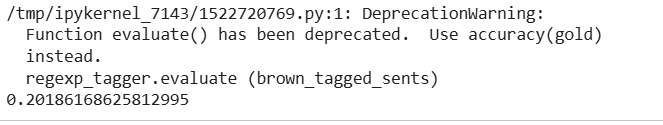 /tmp/ipykernel_7143/1522720769.py:1: DeprecationWarning:
  Function evaluate() has been deprecated.  Use accuracy(gold)
  instead.
  regexp_tagger.evaluate (brown_tagged_sents)
0.20186168625812995